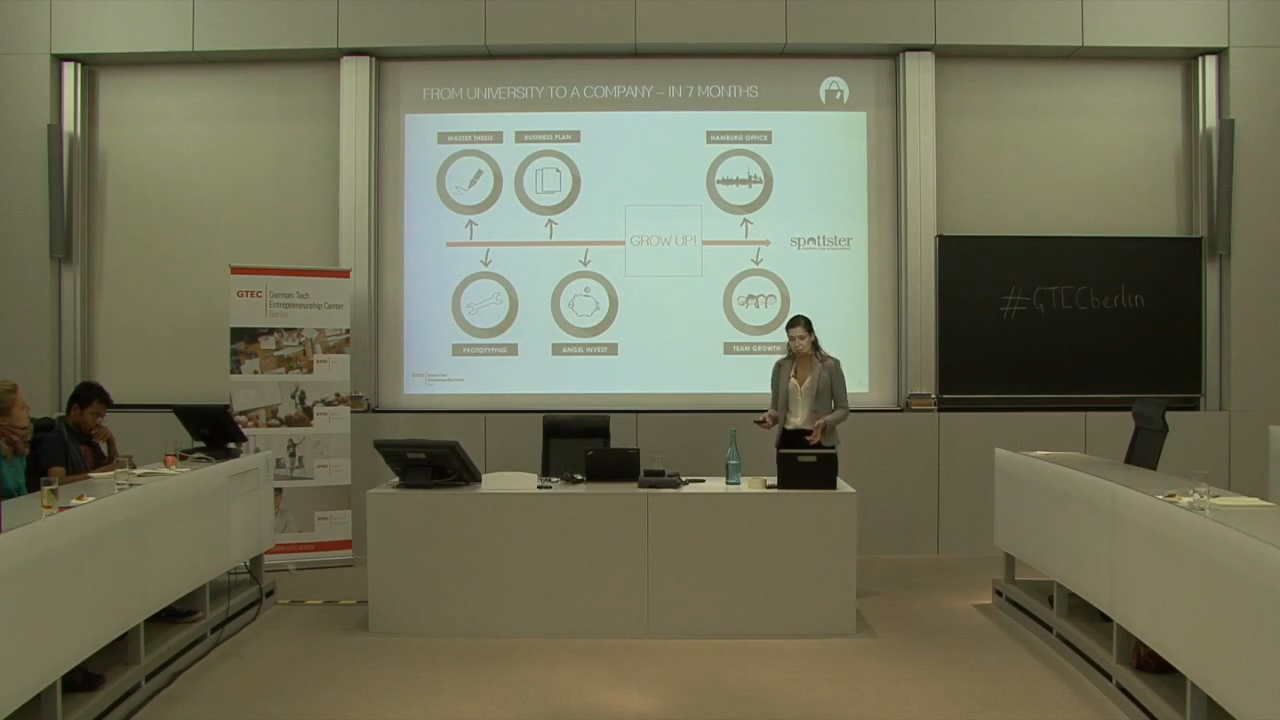 FROM UNIVERSITY TO A COMPANY – IN 7 MONTHS
MASTER THESIS
BUSINESS PLAN
HAMBURG OFFICE
GROW UP!
spottster
PROTOTYPING
ANGEL INVEST
TEAM GROWTH
GTEC
German Tech
Entrepreneurship Center
Berlin
#GTECberlin